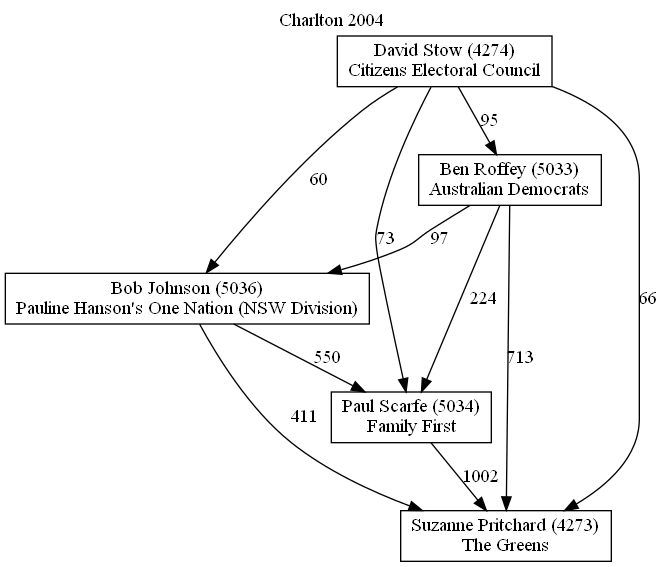 Charlton 2004
David Stow (4274)
Citizens Electoral Council
95
Ben Roffey (5033)
Australian Democrats
60
73
97
Bob Johnson (5036)
Pauline Hanson's One Nation (NSW Division)
224
66
550
713
Paul Scarfe (5034)
Family First
411
1002
Suzanne Pritchard (4273)
The Greens